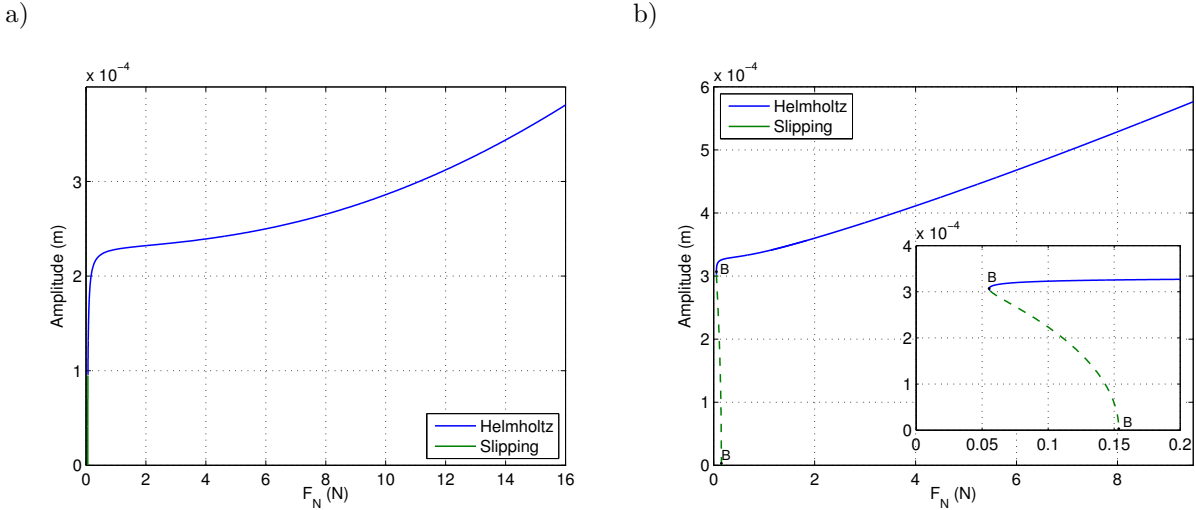 a)
x 10⁻⁴
3
2
1
0
Amplitude (m)
0 2 4 6 8 10 12 14 16
F_N (N)
Helmholtz
Slipping
b)
x 10⁻⁴
6
5
4
3
2
1
0
Amplitude (m)
Helmholtz
Slipping
B
B
0 2 4 6 8
F_N (N)
x 10⁻⁴
4
3
2
1
0
B
B
0 0.05 0.1 0.15 0.2